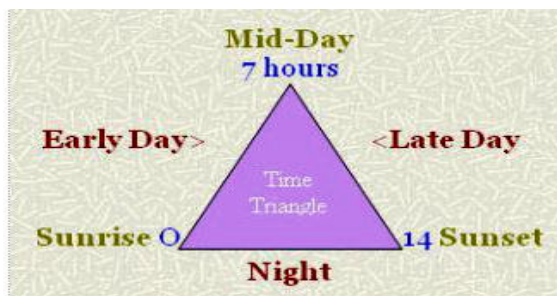 Mid-Day
7 hours
Early Day> <Late Day
Time
Triangle
Sunrise O 14 Sunset
Night